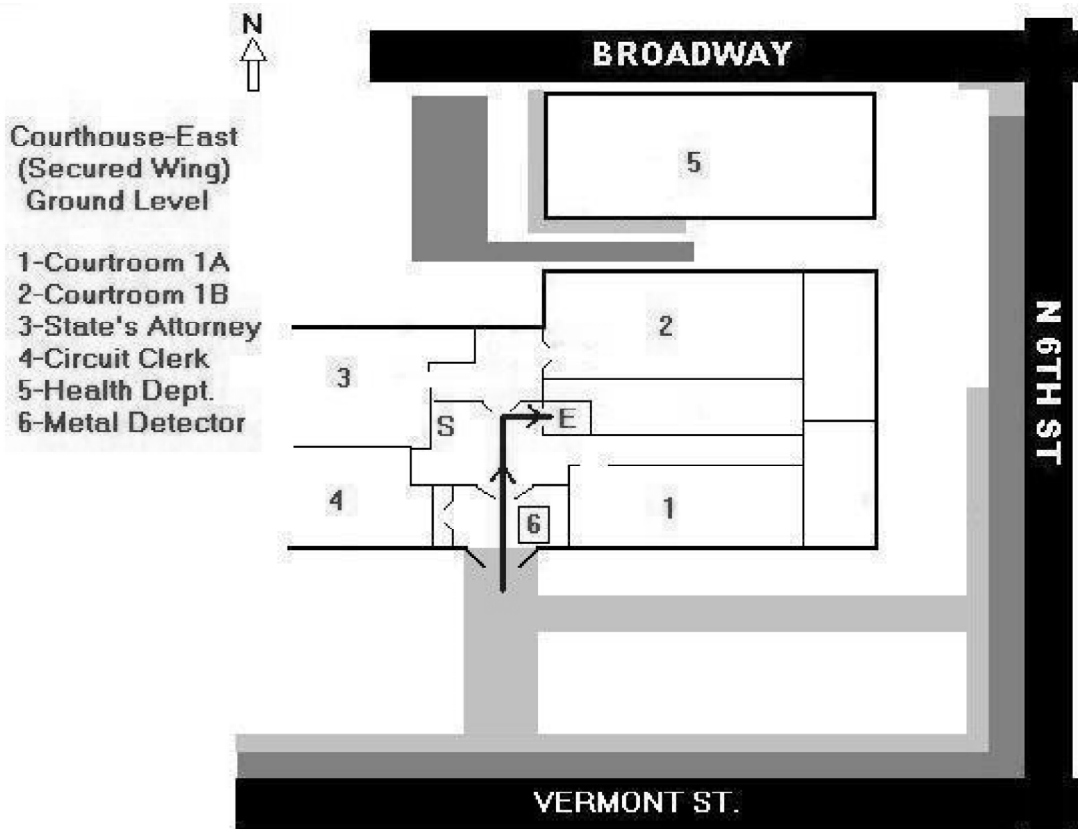 N
BROADWAY
Courthouse-East
(Secured Wing)
Ground Level
1-Courtroom 1A
2-Courtroom 1B
3-State's Attorney
4-Circuit Clerk
5-Health Dept.
6-Metal Detector
5
2
3
S
E
4
6
1
N 6TH ST
VERMONT ST.